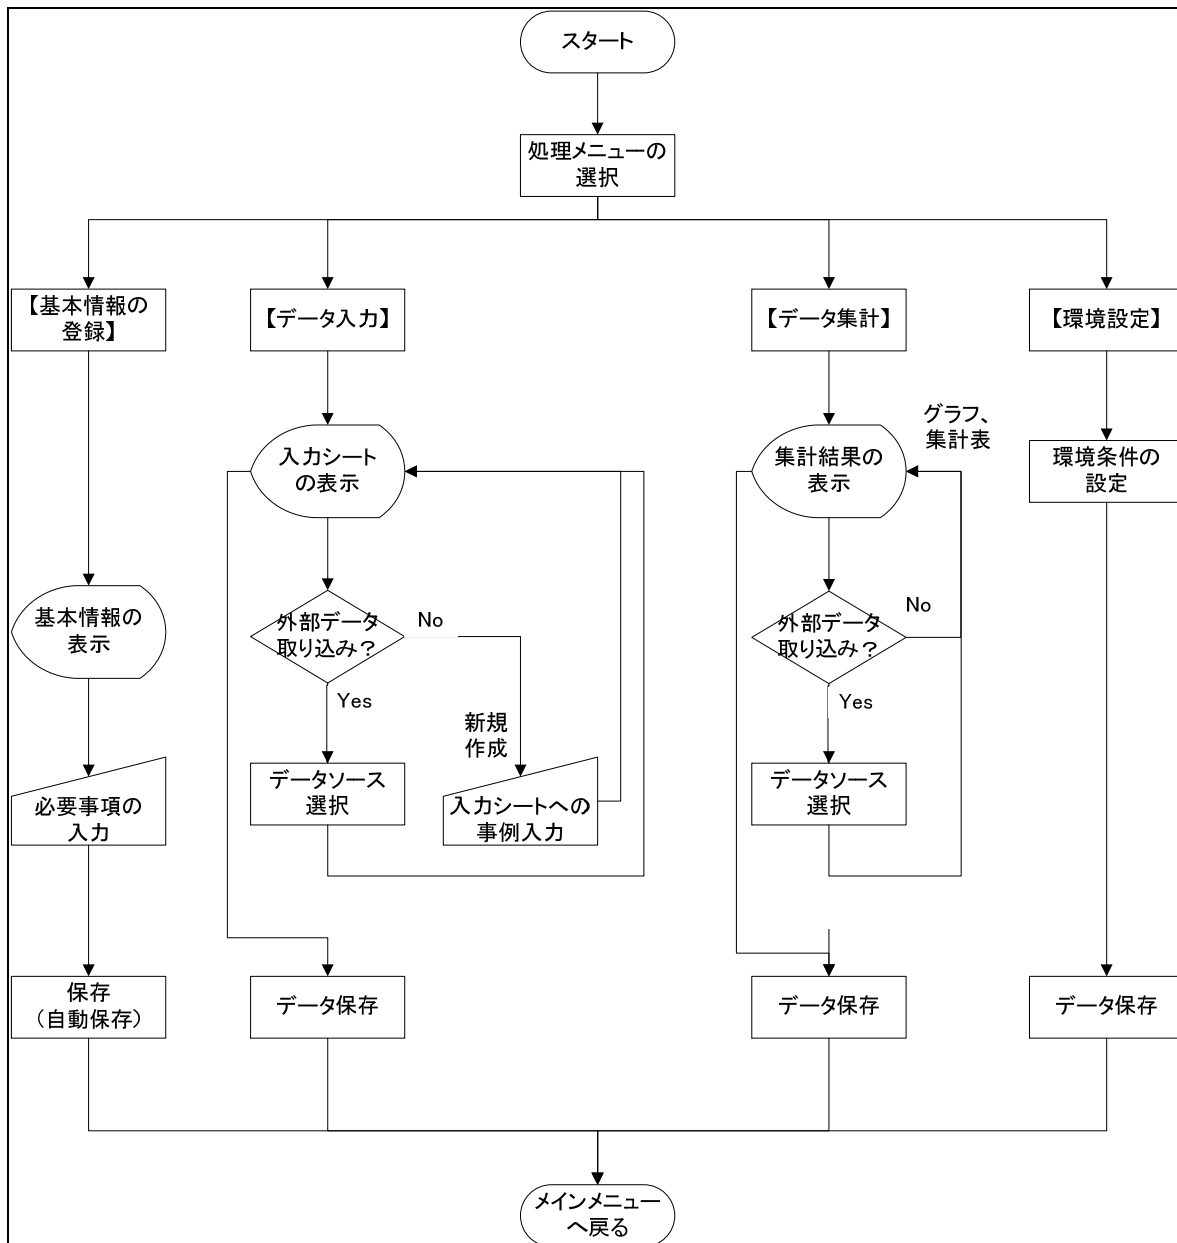 スタート
処理メニューの
選択
【基本情報の
登録】
【データ入力】
【データ集計】
【環境設定】
グラフ、
集計表
入力シート
の表示
集計結果の
表示
環境条件の
設定
基本情報の
表示
外部データ
取り込み？
No
Yes
外部データ
取り込み？
No
Yes
新規
作成
必要事項の
入力
データソース
選択
入力シートへの
事例入力
データソース
選択
保存
（自動保存）
データ保存
データ保存
データ保存
メインメニュー
へ戻る